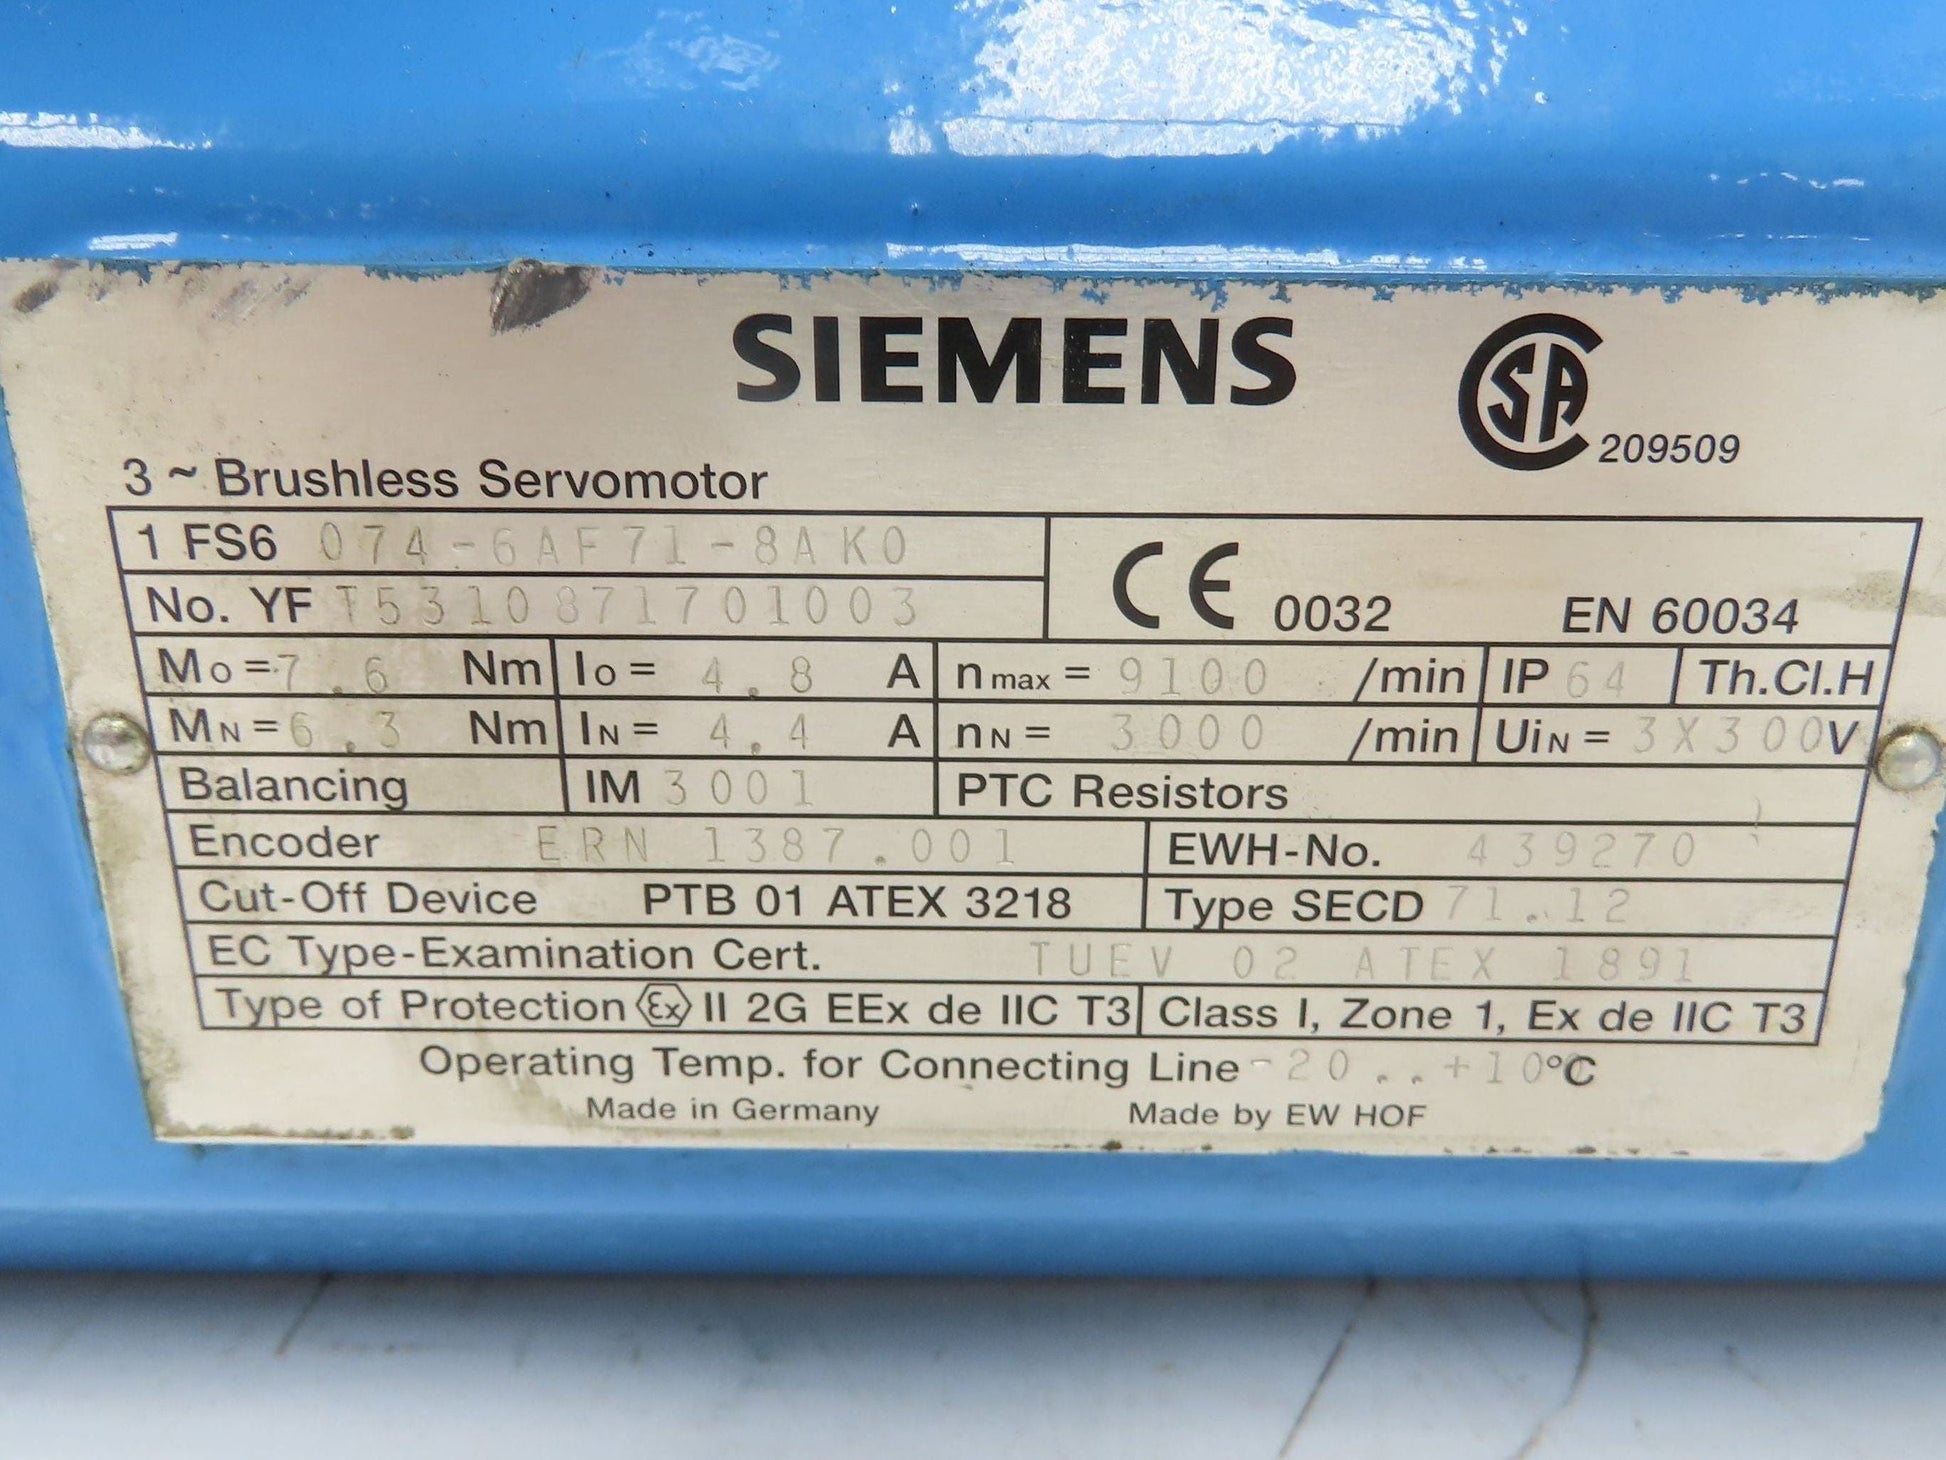 SIEMENS
CSA 209509
3 ~ Brushless Servomotor
1 FS6 074-6AF71-8AK0
CE 0032 EN 60034
No. YF T5310871701003
Mo = 7.6 Nm Io = 4.8 A n max = 9100 /min IP 64 Th.Cl.H
MN = 6.3 Nm IN = 4.4 A nN = 3000 /min UiN = 3X300V
Balancing IM 3001 PTC Resistors
Encoder ERN 1387.001 EWH-No. 439270
Cut-Off Device PTB 01 ATEX 3218 Type SECD 71.12
EC Type-Examination Cert. TUEV 02 ATEX 1891
Type of Protection Ex II 2G EEx de IIC T3 Class I, Zone 1, Ex de IIC T3
Operating Temp. for Connecting Line -20..+10°C
Made in Germany Made by EW HOF